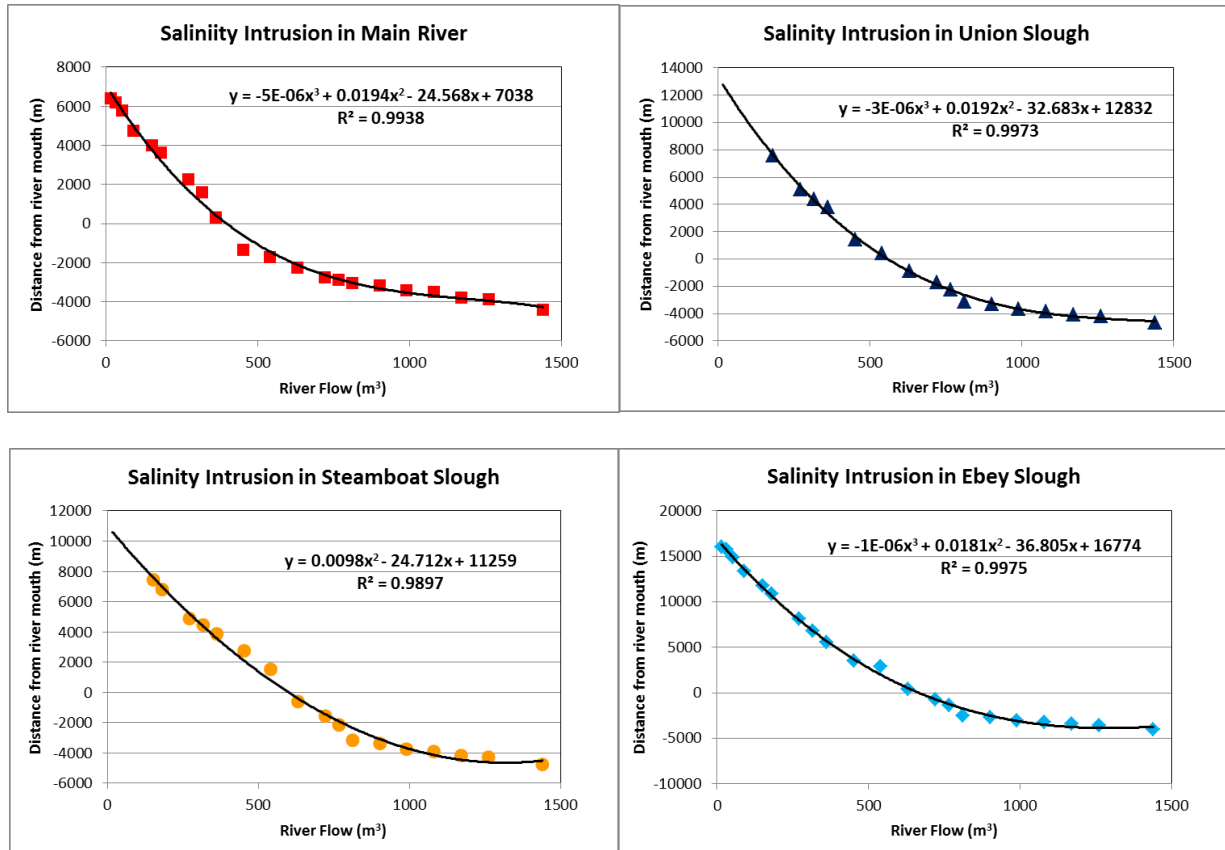 Saliniity Intrusion in Main River
8000
6000
4000
2000
0
-2000
-4000
-6000
y = -5E-06x³ + 0.0194x² - 24.568x + 7038
R² = 0.9938
0 500 1000 1500
Distance from river mouth (m)
River Flow (m³)
Salinity Intrusion in Union Slough
14000
12000
10000
8000
6000
4000
2000
0
-2000
-4000
-6000
y = -3E-06x³ + 0.0192x² - 32.683x + 12832
R² = 0.9973
0 500 1000 1500
Distance from river mouth (m)
River Flow (m³)
Salinity Intrusion in Steamboat Slough
12000
10000
8000
6000
4000
2000
0
-2000
-4000
-6000
y = 0.0098x² - 24.712x + 11259
R² = 0.9897
0 500 1000 1500
Distance from river mouth (m)
River Flow (m³)
Salinity Intrusion in Ebey Slough
20000
15000
10000
5000
0
-5000
-10000
y = -1E-06x³ + 0.0181x² - 36.805x + 16774
R² = 0.9975
0 500 1000 1500
Distance from river mouth (m)
River Flow (m³)